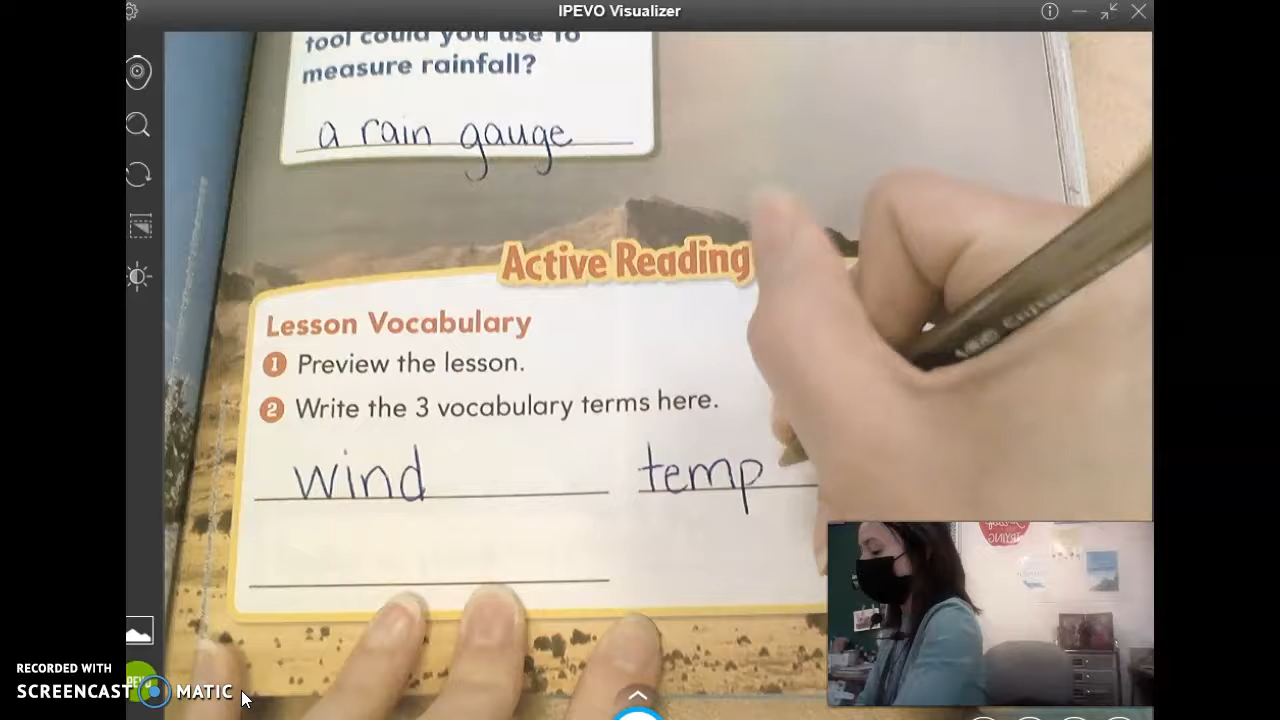 IPEVO Visualizer
tool could you use to
measure rainfall?
a rain gauge
Active Reading
Lesson Vocabulary
1 Preview the lesson.
2 Write the 3 vocabulary terms here.
wind temp
RECORDED WITH
SCREENCAST MATIC